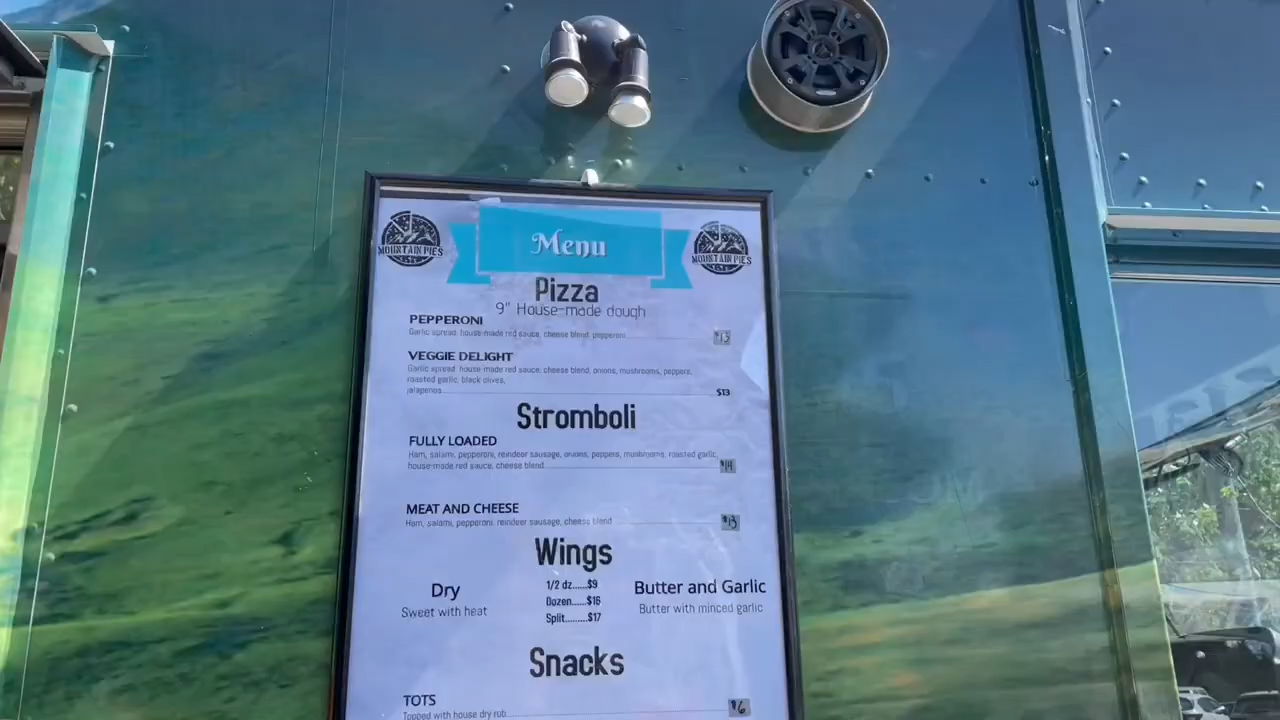 Menu
MOUNTAIN PIES
MOUNTAIN PIES
Pizza
9" House-made dough
PEPPERONI
Garlic spread, house-made red sauce, cheese blend, pepperoni
$13
VEGGIE DELIGHT
Garlic spread, house-made red sauce, cheese blend, onions, mushrooms, peppers,
roasted garlic, black olives,
jalapenos $13
Stromboli
FULLY LOADED
Ham, salami, pepperoni, reindeer sausage, onions, peppers, mushrooms, roasted garlic,
house-made red sauce, cheese blend $14
MEAT AND CHEESE
Ham, salami, pepperoni, reindeer sausage, cheese blend $13
Wings
Dry
Sweet with heat
1/2 dz......$9
Dozen......$16
Split.........$17
Butter and Garlic
Butter with minced garlic
Snacks
TOTS
Topped with house dry rub $6